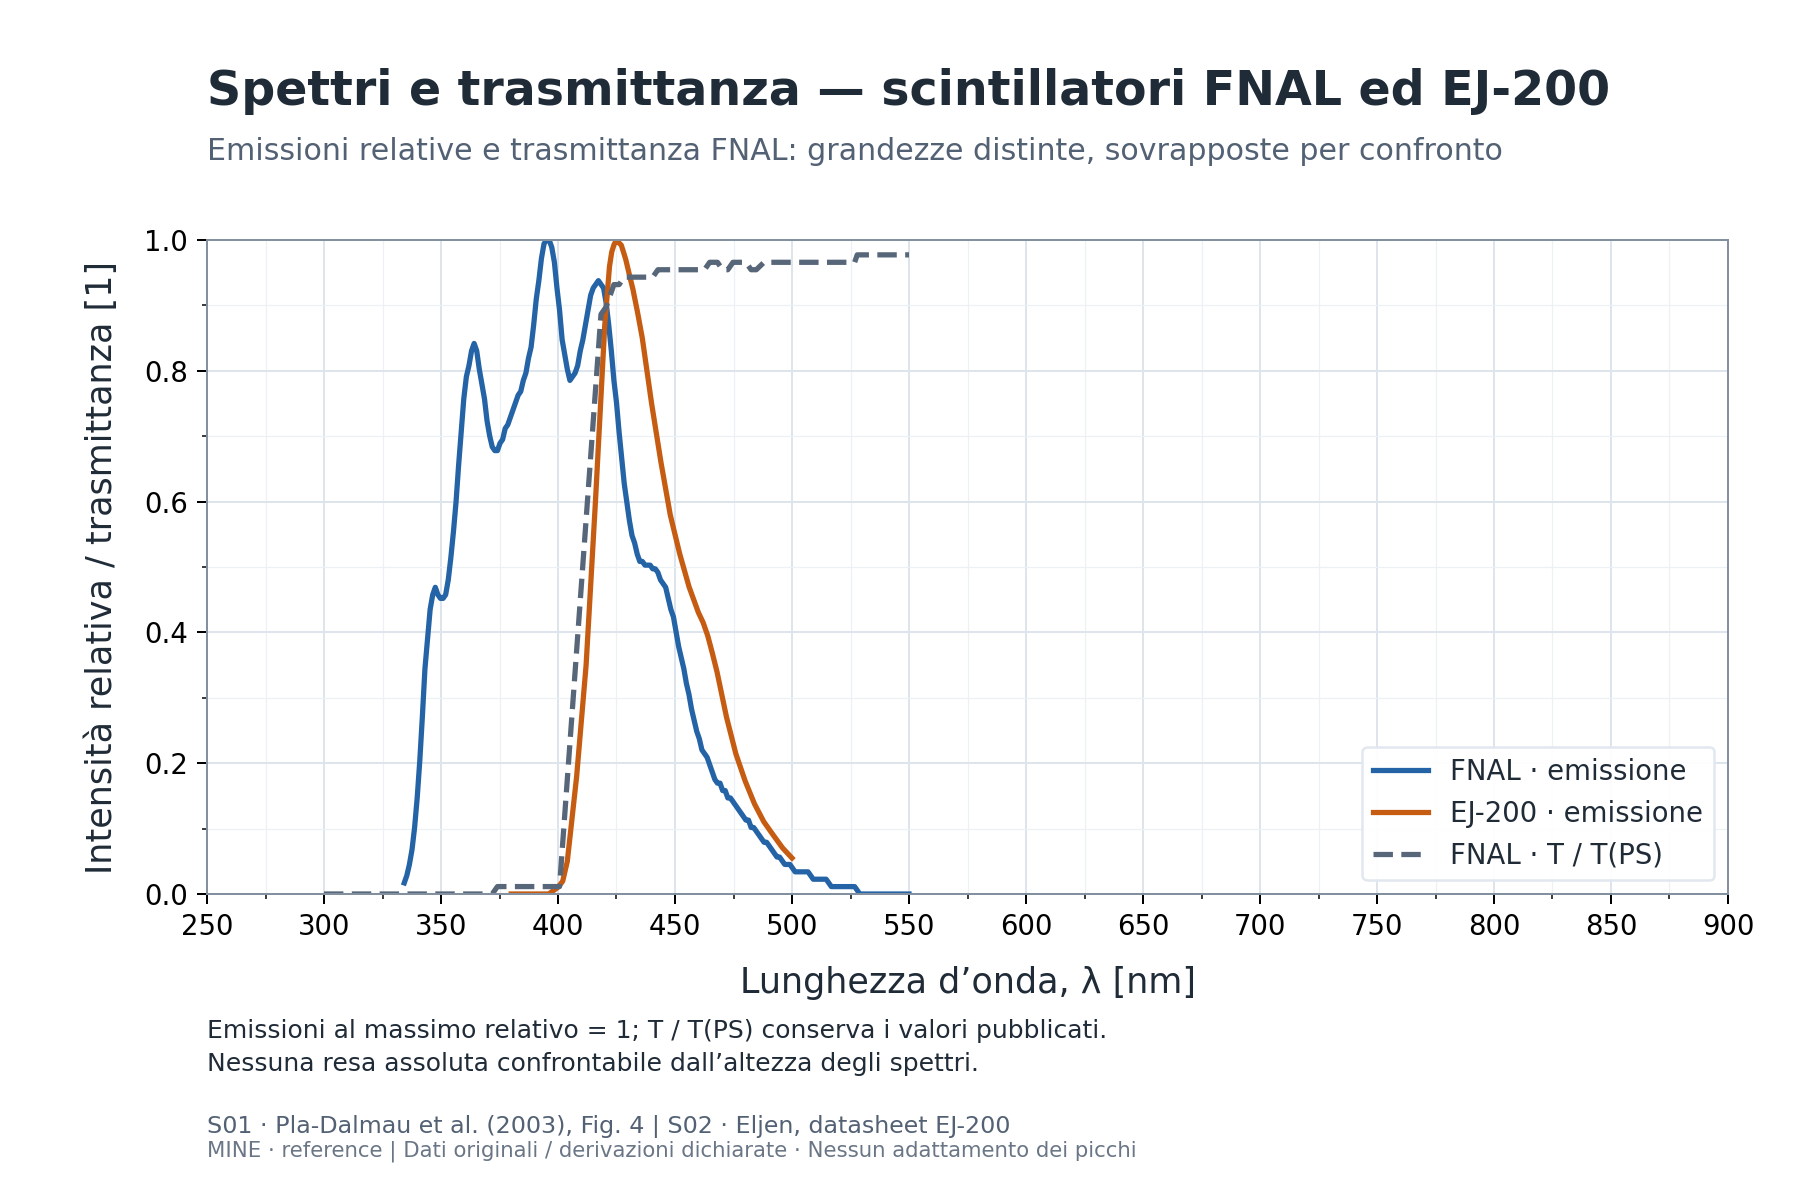 Spettri e trasmittanza — scintillatori FNAL ed EJ-200
Emissioni relative e trasmittanza FNAL: grandezze distinte, sovrapposte per confronto
Intensità relativa / trasmittanza [1]
1.0
0.8
0.6
0.4
0.2
0.0
250 300 350 400 450 500 550 600 650 700 750 800 850 900
FNAL · emissione
EJ-200 · emissione
FNAL · T / T(PS)
Lunghezza d’onda, λ [nm]
Emissioni al massimo relativo = 1; T / T(PS) conserva i valori pubblicati.
Nessuna resa assoluta confrontabile dall’altezza degli spettri.
S01 · Pla-Dalmau et al. (2003), Fig. 4 | S02 · Eljen, datasheet EJ-200
MINE · reference | Dati originali / derivazioni dichiarate · Nessun adattamento dei picchi